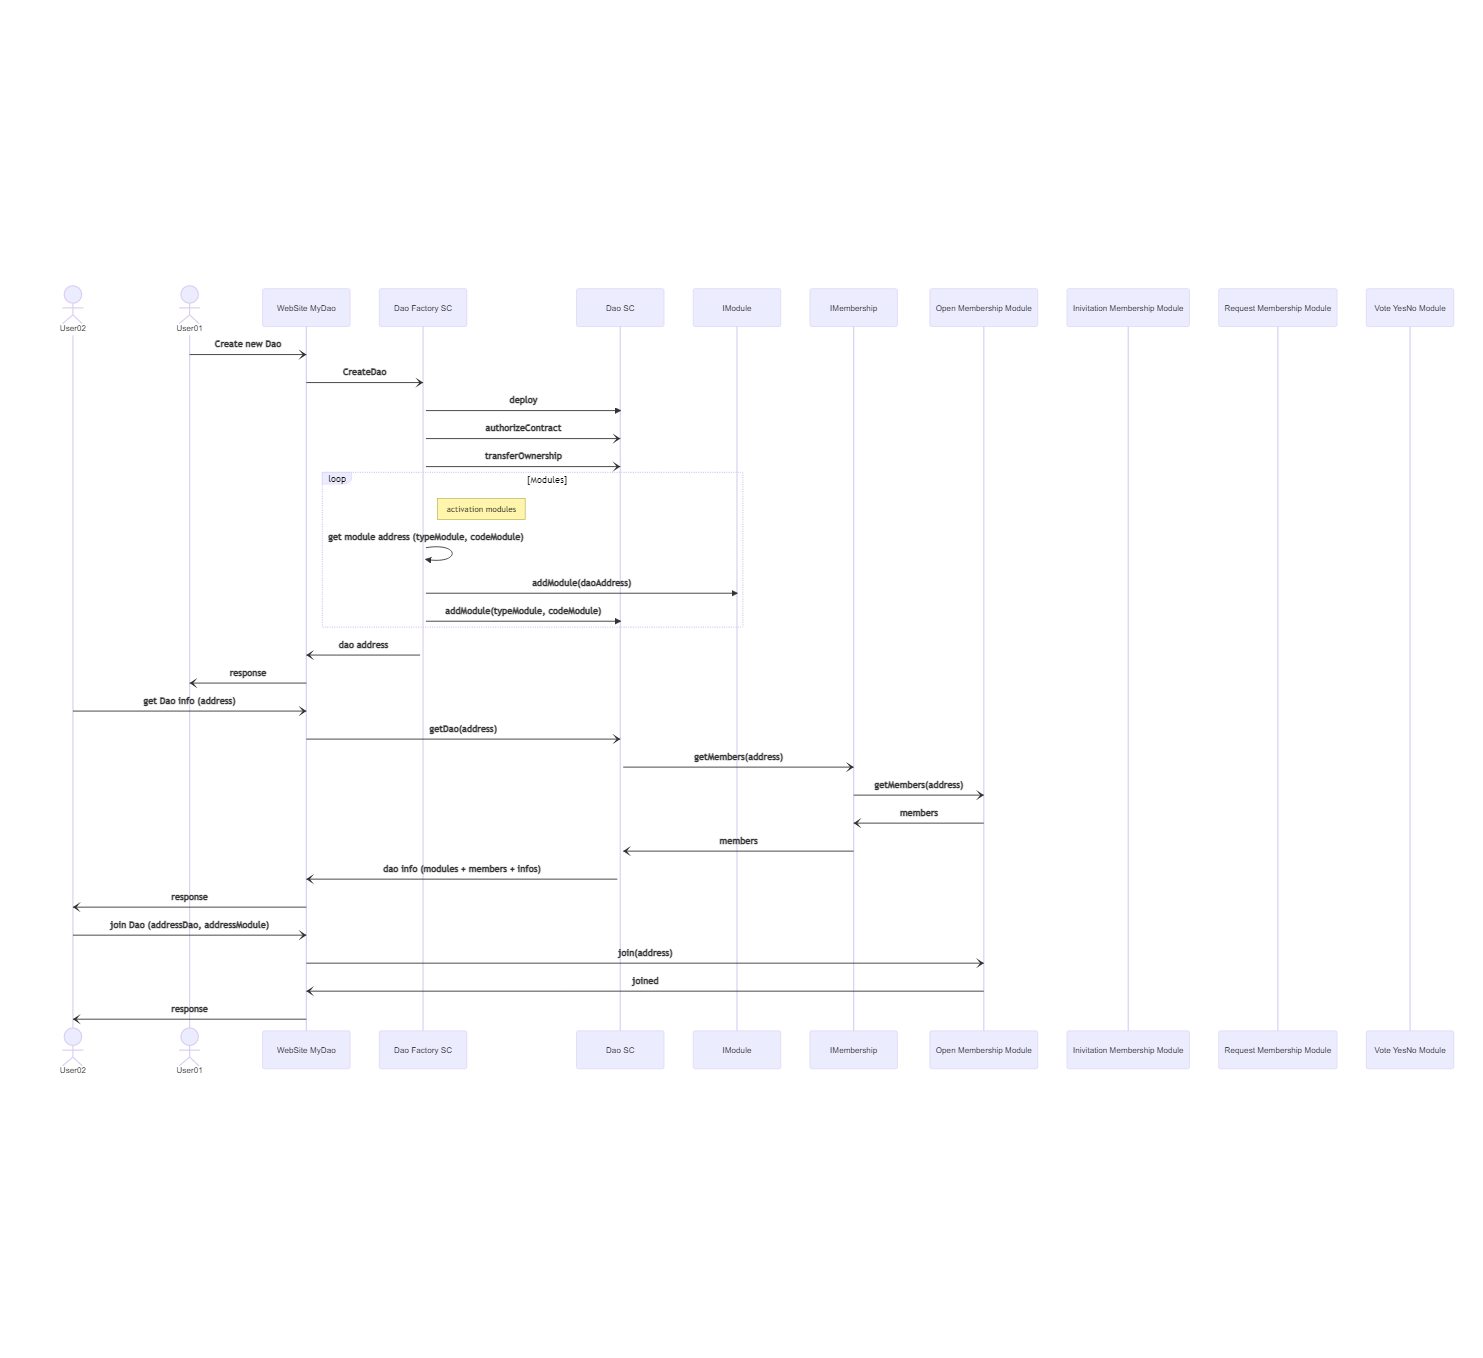 User02
User01
WebSite MyDao
Dao Factory SC
Dao SC
IModule
IMembership
Open Membership Module
Inivitation Membership Module
Request Membership Module
Vote YesNo Module
Create new Dao
CreateDao
deploy
authorizeContract
transferOwnership
loop
[Modules]
activation modules
get module address (typeModule, codeModule)
addModule(daoAddress)
addModule(typeModule, codeModule)
dao address
response
get Dao info (address)
getDao(address)
getMembers(address)
getMembers(address)
members
members
dao info (modules + members + infos)
response
join Dao (addressDao, addressModule)
join(address)
joined
response
User02
User01
WebSite MyDao
Dao Factory SC
Dao SC
IModule
IMembership
Open Membership Module
Inivitation Membership Module
Request Membership Module
Vote YesNo Module